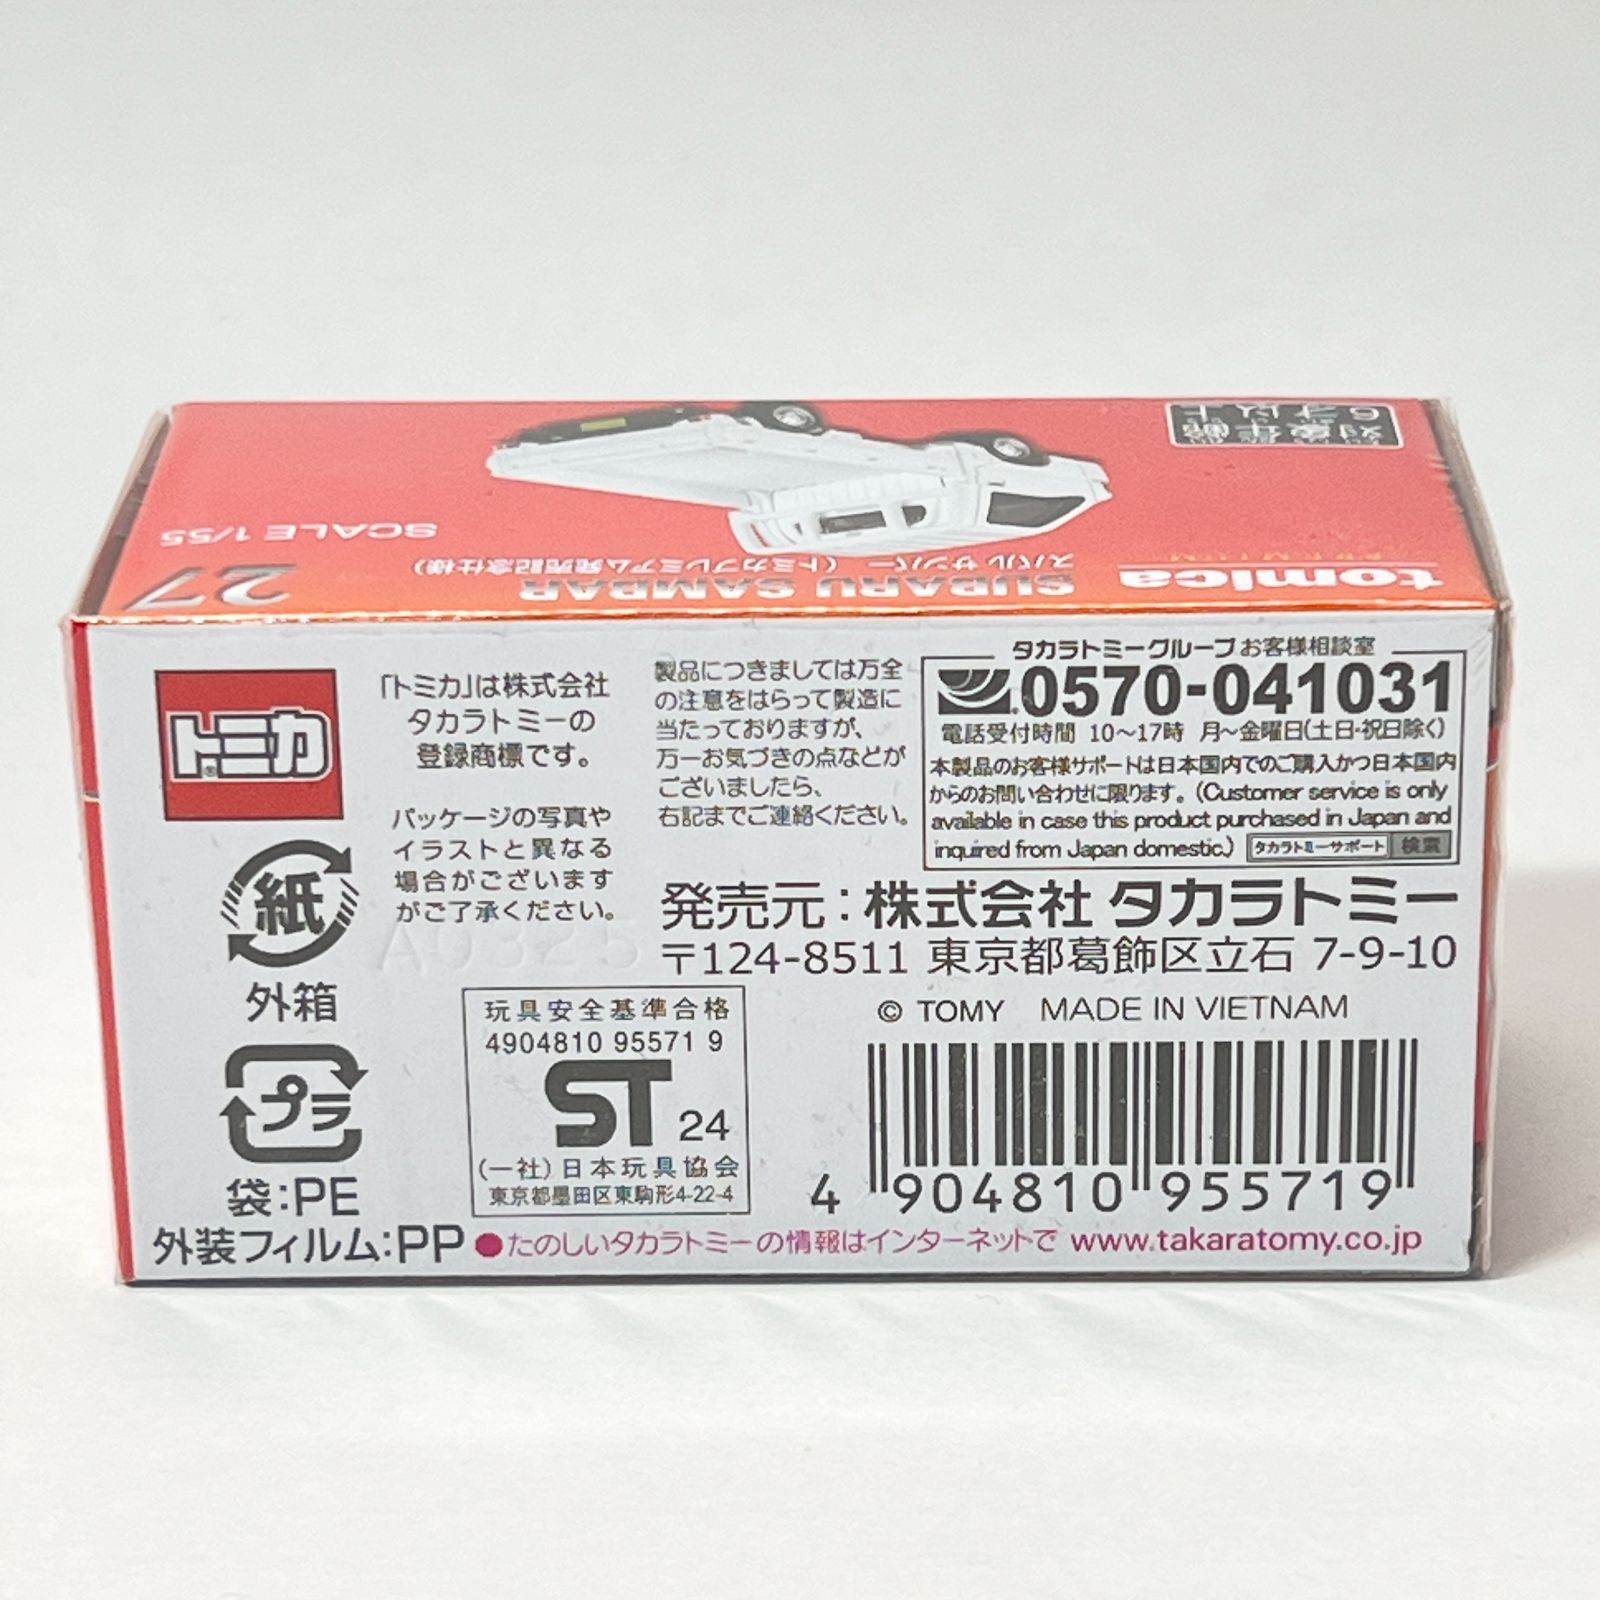 対象年齢
6才以上
tomica
PREMIUM
SUBARU SAMBAR
スバル サンバー (トミカプレミアム発売記念仕様)
27
SCALE 1/55
トミカ®
「トミカ」は株式会社
タカラトミーの
登録商標です。
パッケージの写真や
イラストと異なる
場合がございます
がご了承ください。
製品につきましては万全
の注意をはらって製造に
当たっておりますが、
万一お気づきの点などが
ございましたら、
右記までご連絡ください。
タカラトミーグループお客様相談室
0570-041031
電話受付時間 10〜17時 月〜金曜日(土日・祝日除く)
本製品のお客様サポートは日本国内でのご購入かつ日本国内
からのお問い合わせに限ります。(Customer service is only
available in case this product purchased in Japan and
inquired from Japan domestic.) タカラトミーサポート 検索
発売元:株式会社 タカラトミー
〒124-8511 東京都葛飾区立石 7-9-10
A0325
© TOMY MADE IN VIETNAM
紙
外箱
プラ
袋:PE
外装フィルム:PP
玩具安全基準合格
4904810 95571 9
ST 24
(一社)日本玩具協会
東京都墨田区東駒形4-22-4
4 904810 955719
●たのしいタカラトミーの情報はインターネットで www.takaratomy.co.jp